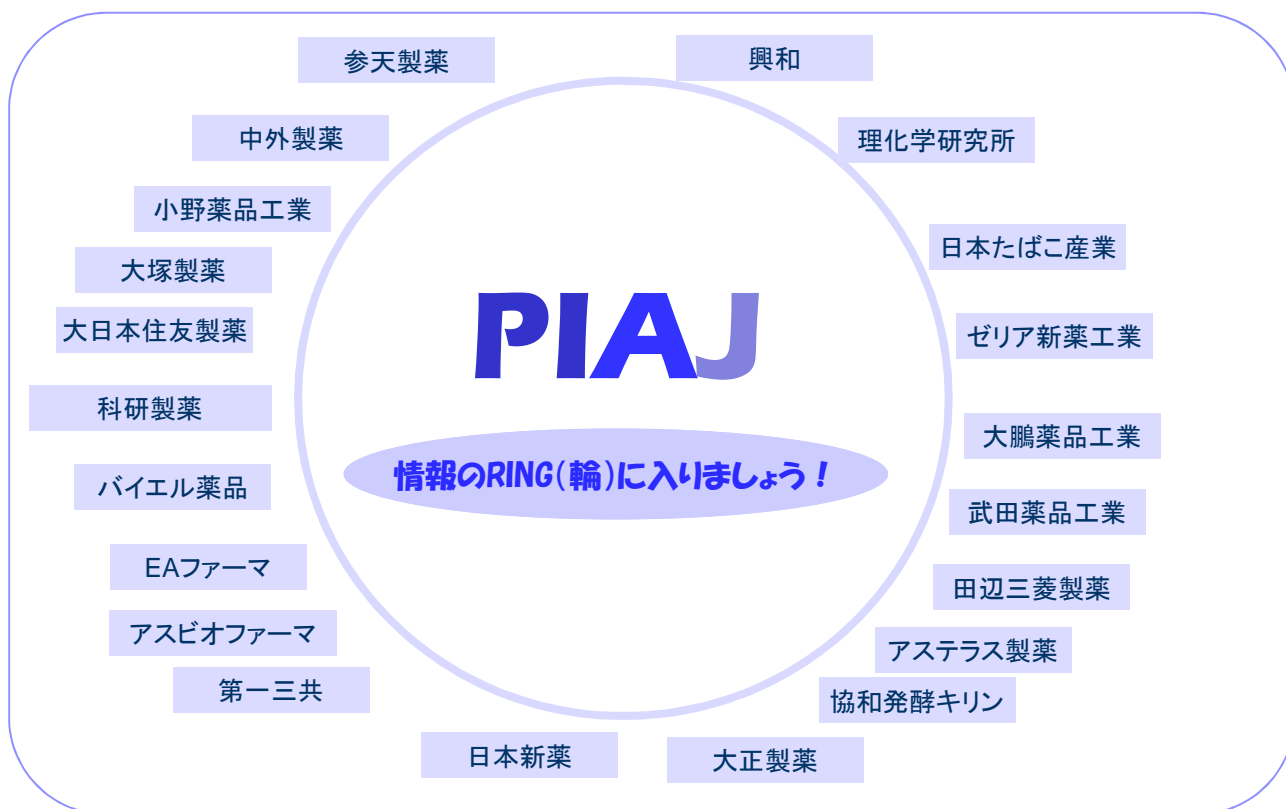 参天製薬
興和
中外製薬
理化学研究所
小野薬品工業
日本たばこ産業
大塚製薬
大日本住友製薬
ゼリア新薬工業
PIAJ
科研製薬
大鵬薬品工業
情報のRING(輪)に入りましょう!
バイエル薬品
武田薬品工業
EAファーマ
田辺三菱製薬
アスビオファーマ
アステラス製薬
第一三共
協和発酵キリン
日本新薬
大正製薬